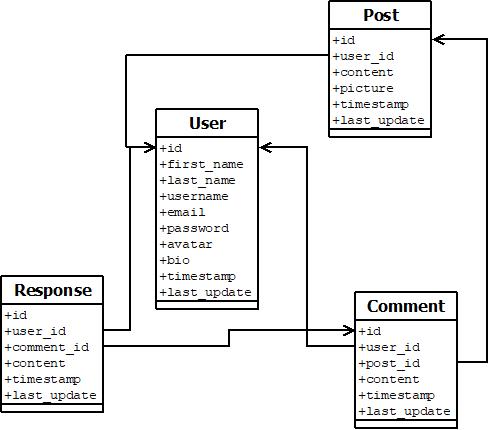 Post
+id
+user_id
+content
+picture
+timestamp
+last_update
User
+id
+first_name
+last_name
+username
+email
+password
+avatar
+bio
+timestamp
+last_update
Response
+id
+user_id
+comment_id
+content
+timestamp
+last_update
Comment
+id
+user_id
+post_id
+content
+timestamp
+last_update